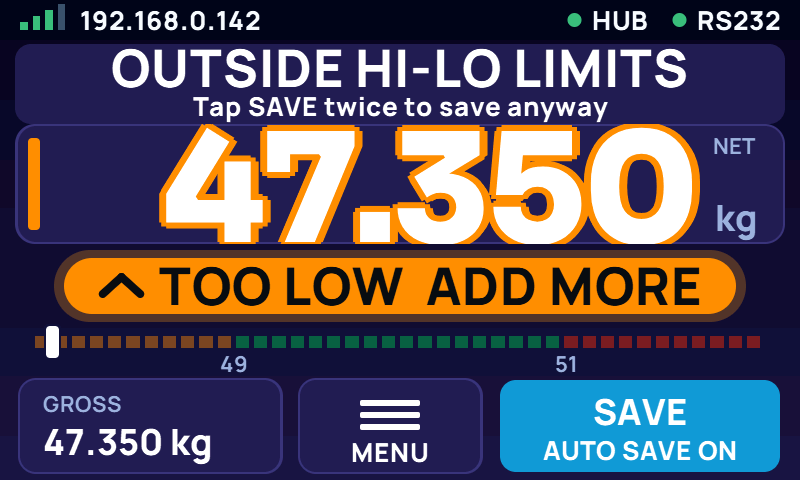 192.168.0.142 HUB RS232
OUTSIDE HI-LO LIMITS
Tap SAVE twice to save anyway
47.350 NET kg
TOO LOW ADD MORE
49 51
GROSS
47.350 kg
MENU
SAVE
AUTO SAVE ON